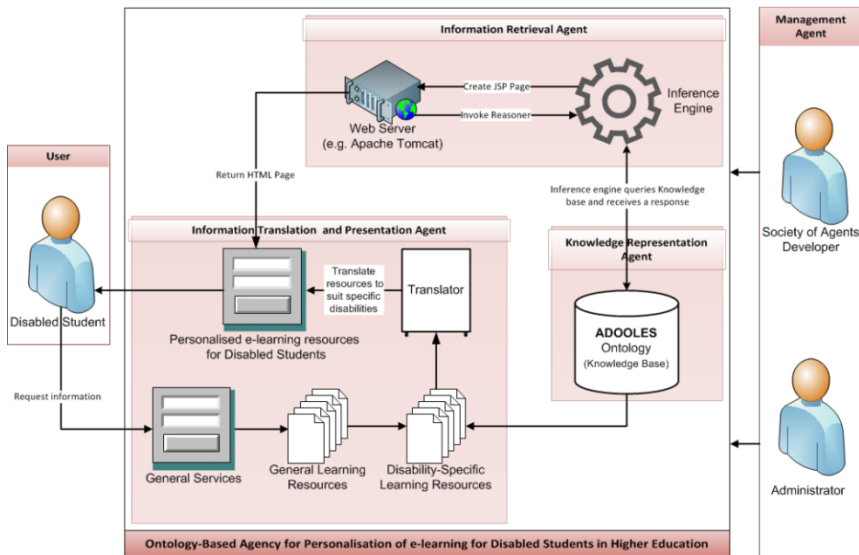 Information Retrieval Agent
Management
Agent
Create JSP Page
Invoke Reasoner
Inference
Engine
Web Server
(e.g. Apache Tomcat)
User
Return HTML Page
Inference engine queries Knowledge
base and receives a response
Society of Agents
Developer
Information Translation and Presentation Agent
Knowledge Representation
Agent
Translate
resources to
suit specific
disabilities
Translator
Disabled Student
Personalised e-learning resources
for Disabled Students
ADOOLES
Ontology
(Knowledge Base)
Request information
General Services
General Learning
Resources
Disability-Specific
Learning Resources
Administrator
Ontology-Based Agency for Personalisation of e-learning for Disabled Students in Higher Education